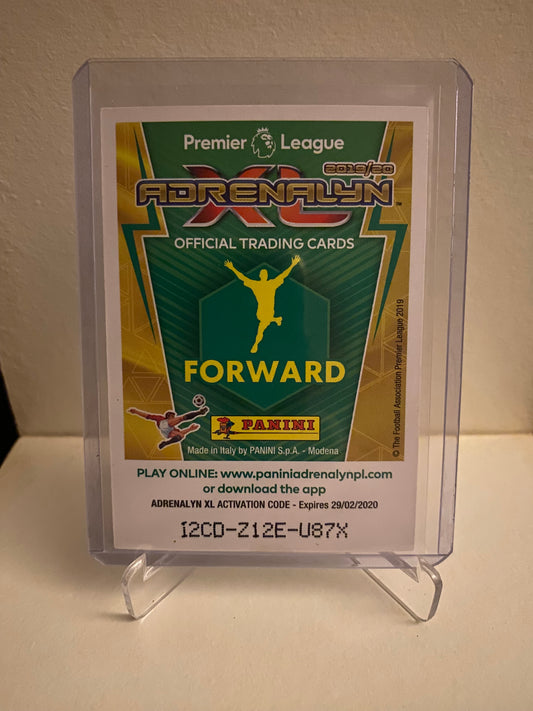 Premier League
2019/20
ADRENALYN XL™
OFFICIAL TRADING CARDS
FORWARD
PANINI
Made in Italy by PANINI S.p.A. - Modena
© The Football Association Premier League 2019
PLAY ONLINE: www.paniniadrenalynpl.com
or download the app
ADRENALYN XL ACTIVATION CODE - Expires 29/02/2020
I2CD-Z12E-U87X